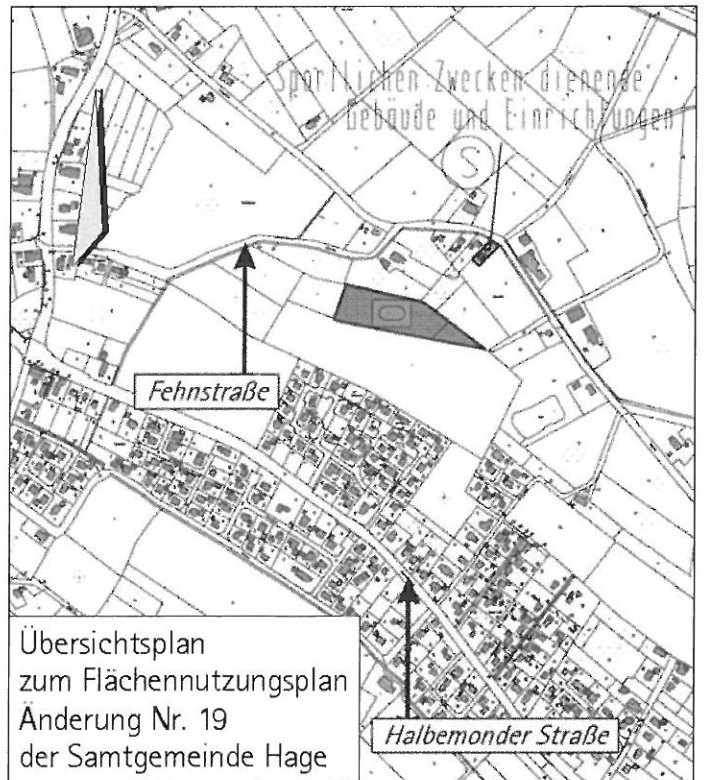 Sportlichen Zwecken dienende
Gebäude und Einrichtungen
S
Fehnstraße
Halbemonder Straße
Übersichtsplan
zum Flächennutzungsplan
Änderung Nr. 19
der Samtgemeinde Hage